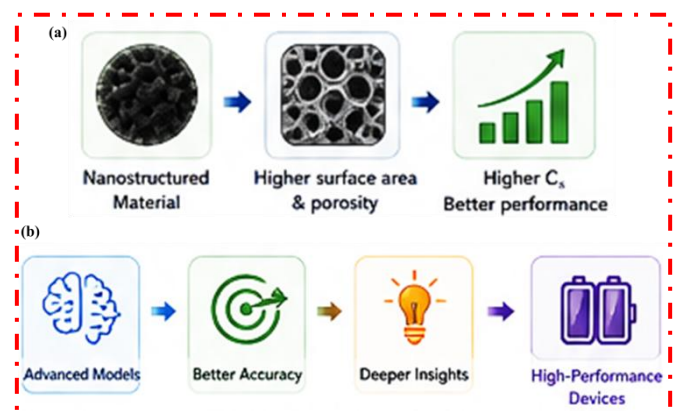 (a)
Nanostructured
Material
Higher surface area
& porosity
Higher Cₛ
Better performance
(b)
Advanced Models
Better Accuracy
Deeper Insights
High-Performance
Devices